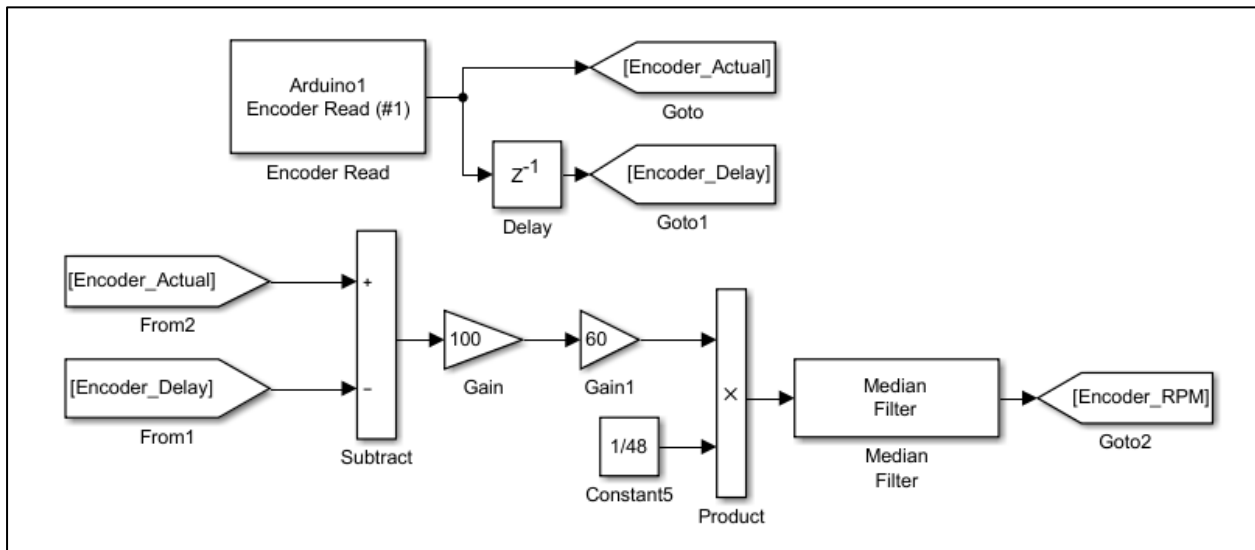 Arduino1
Encoder Read (#1)
Encoder Read
[Encoder_Actual]
Goto
Z-1
Delay
[Encoder_Delay]
Goto1
[Encoder_Actual]
From2
[Encoder_Delay]
From1
+
−
Subtract
100
Gain
60
Gain1
1/48
Constant5
×
Product
Median
Filter
Median
Filter
[Encoder_RPM]
Goto2